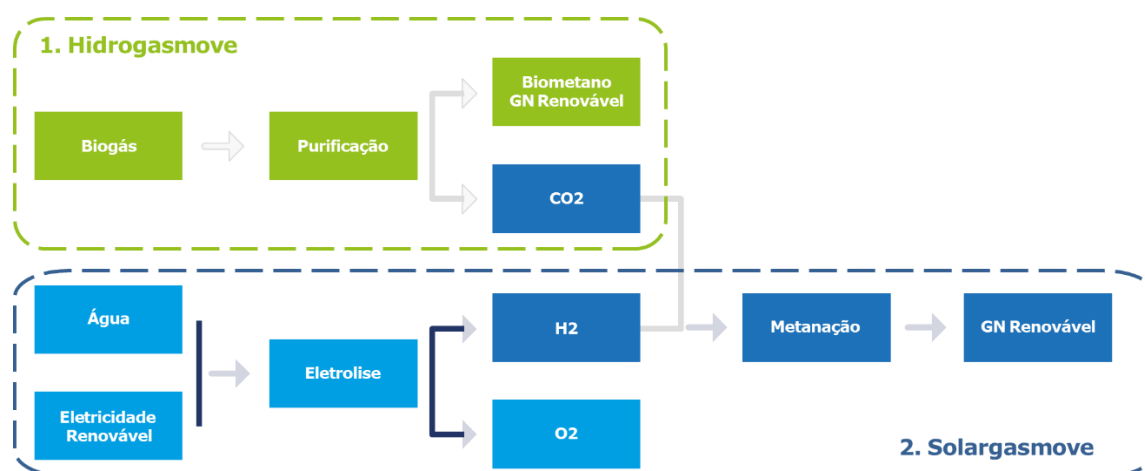 1. Hidrogasmove
Biogás
Purificação
Biometano
GN Renovável
CO2
Água
Eletricidade
Renovável
Eletrolise
H2
O2
Metanação
GN Renovável
2. Solargasmove